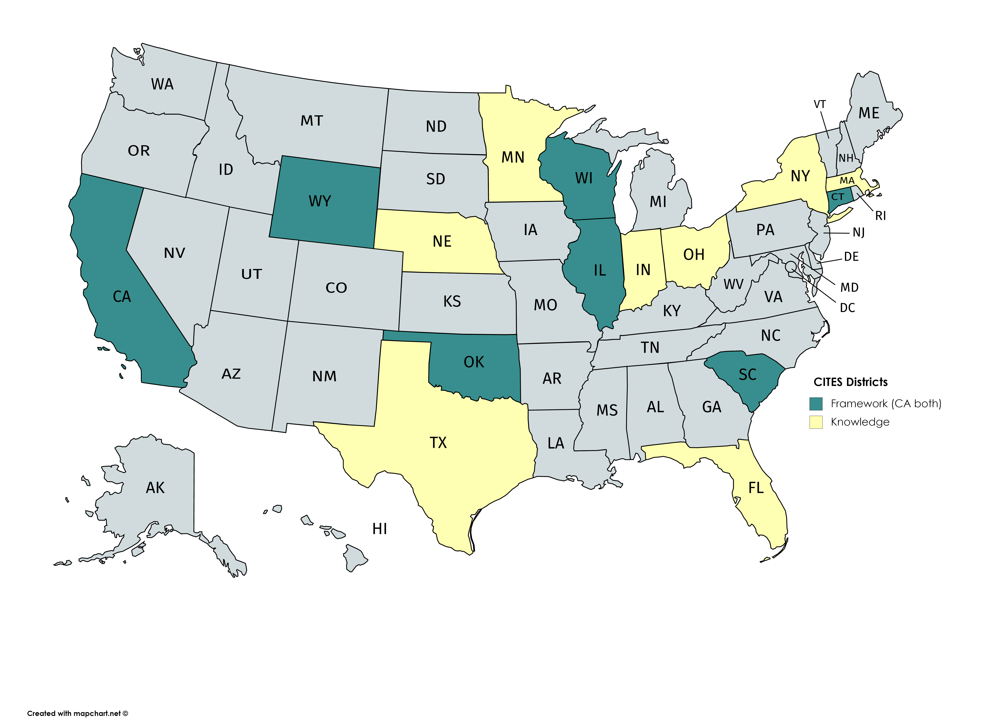 WA
VT
ME
MT
ND
OR
MN
NH
ID
NY
WI
SD
MA
CT
WY
MI
RI
IA
PA
NJ
NE
NV
OH
DE
UT
IL
IN
CO
WV
MD
CA
KS
VA
MO
DC
KY
NC
TN
OK
AZ
NM
AR
SC
CITES Districts
Framework (CA both)
MS
AL
GA
Knowledge
TX
LA
AK
FL
HI
Created with mapchart.net ©